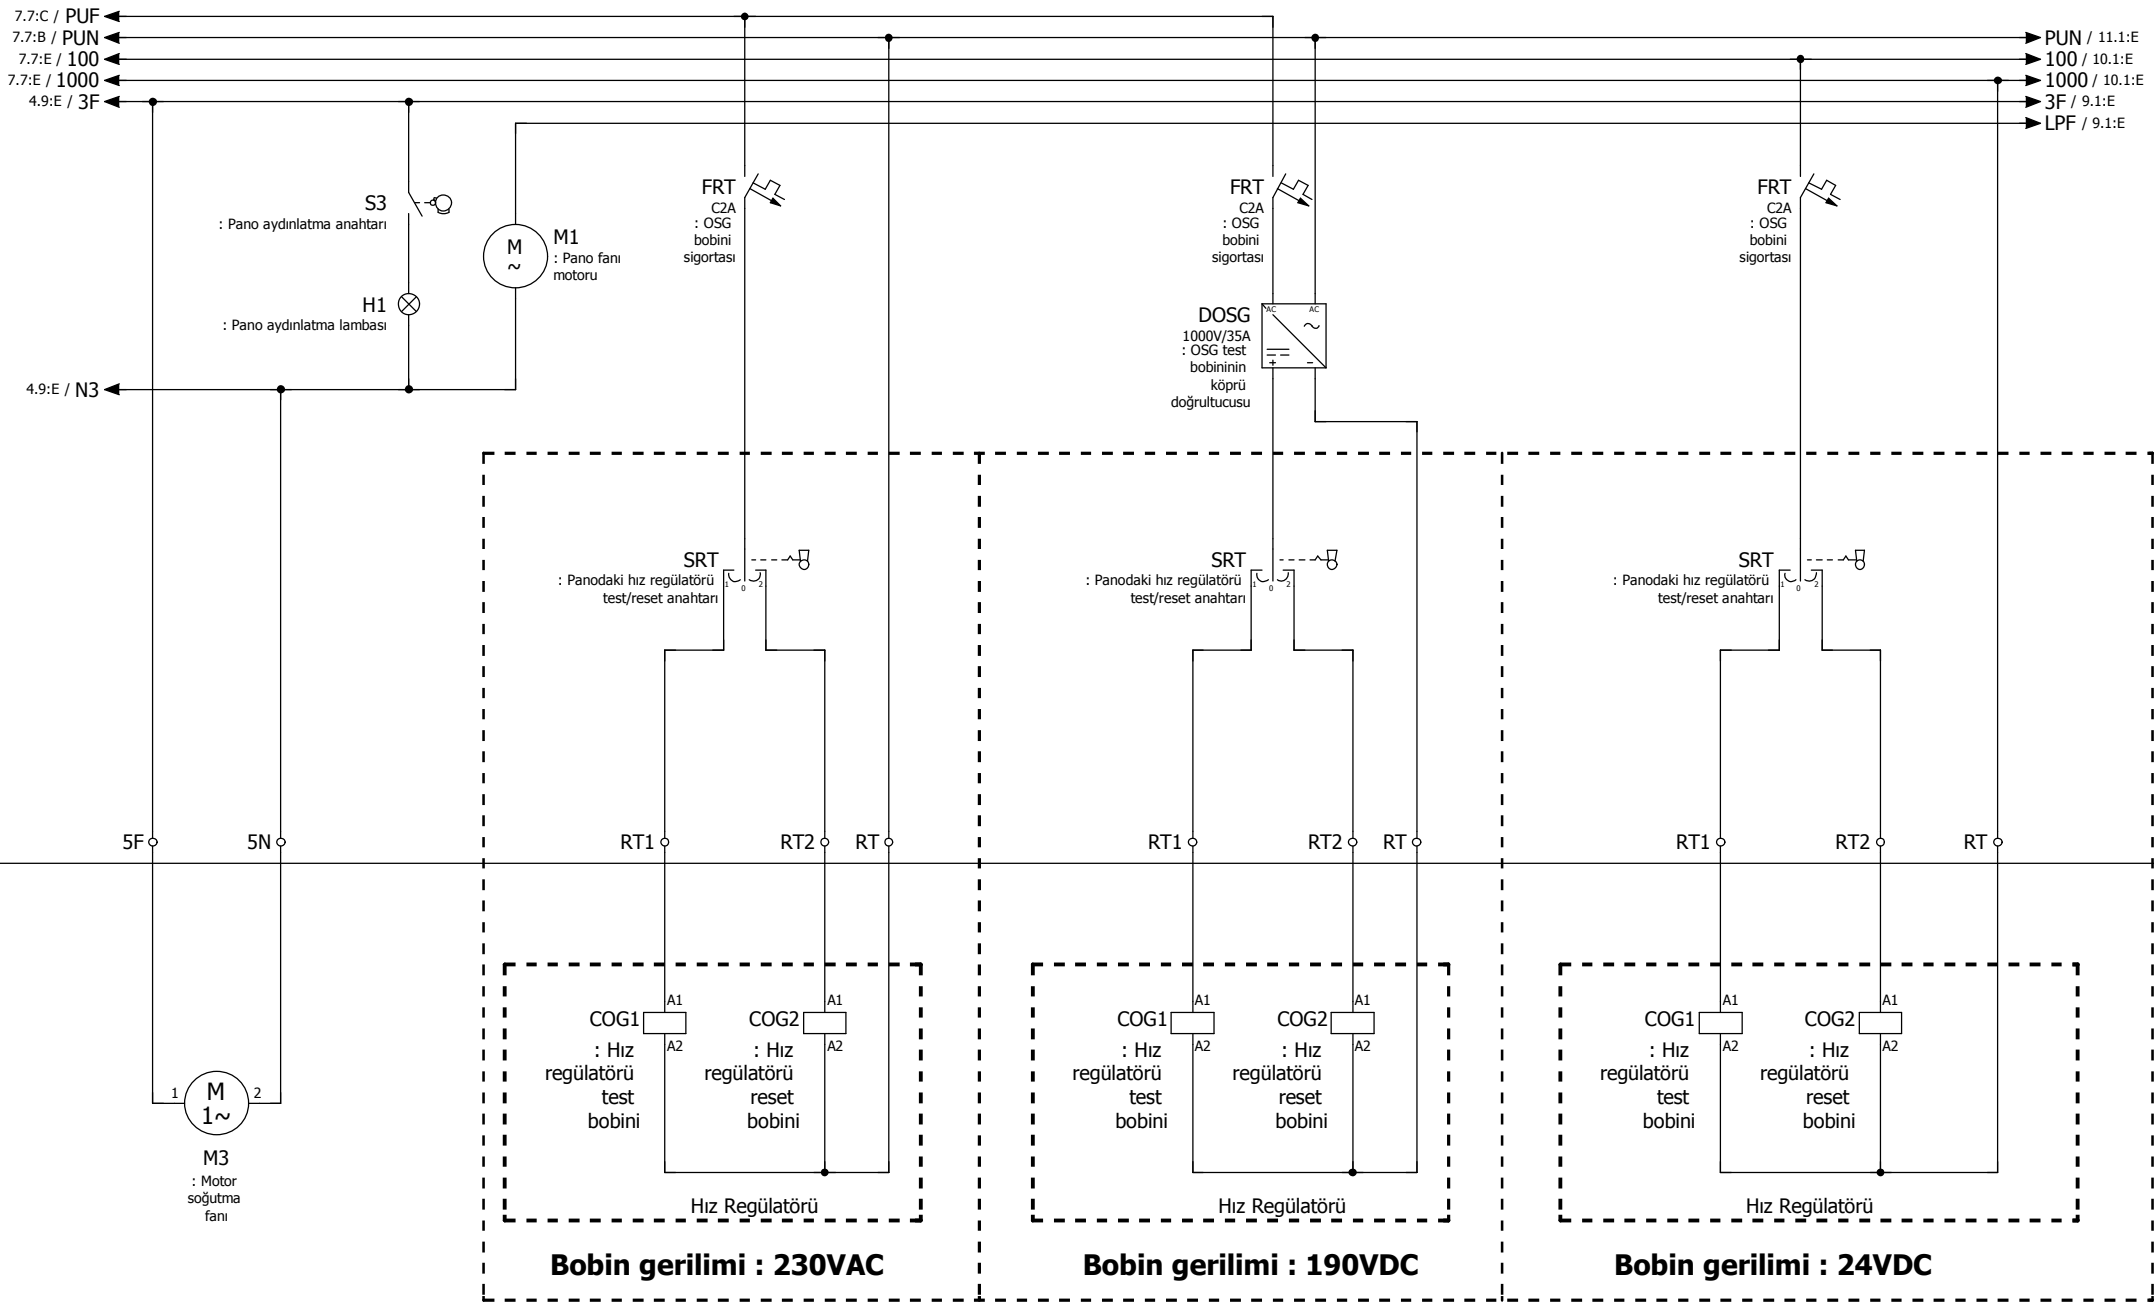 7.7:C / PUF
7.7:B / PUN
7.7:E / 100
7.7:E / 1000
4.9:E / 3F
PUN / 11.1:E
100 / 10.1:E
1000 / 10.1:E
3F / 9.1:E
LPF / 9.1:E
S3
: Pano aydınlatma anahtarı
H1
: Pano aydınlatma lambası
M
~
M1
: Pano fanı
motoru
4.9:E / N3
FRT
C2A
: OSG
bobini
sigortası
FRT
C2A
: OSG
bobini
sigortası
FRT
C2A
: OSG
bobini
sigortası
DOSG
1000V/35A
: OSG test
bobininin
köprü
doğrultucusu
AC
AC
~
+
-
SRT
: Panodaki hız regülatörü
test/reset anahtarı
1
0
2
SRT
: Panodaki hız regülatörü
test/reset anahtarı
1
0
2
SRT
: Panodaki hız regülatörü
test/reset anahtarı
1
0
2
5F
5N
RT1
RT2
RT
RT1
RT2
RT
RT1
RT2
RT
1
M
1~
2
M3
: Motor
soğutma
fanı
A1
COG1
A2
: Hız
regülatörü
test
bobini
A1
COG2
A2
: Hız
regülatörü
reset
bobini
Hız Regülatörü
A1
COG1
A2
: Hız
regülatörü
test
bobini
A1
COG2
A2
: Hız
regülatörü
reset
bobini
Hız Regülatörü
A1
COG1
A2
: Hız
regülatörü
test
bobini
A1
COG2
A2
: Hız
regülatörü
reset
bobini
Hız Regülatörü
Bobin gerilimi : 230VAC
Bobin gerilimi : 190VDC
Bobin gerilimi : 24VDC